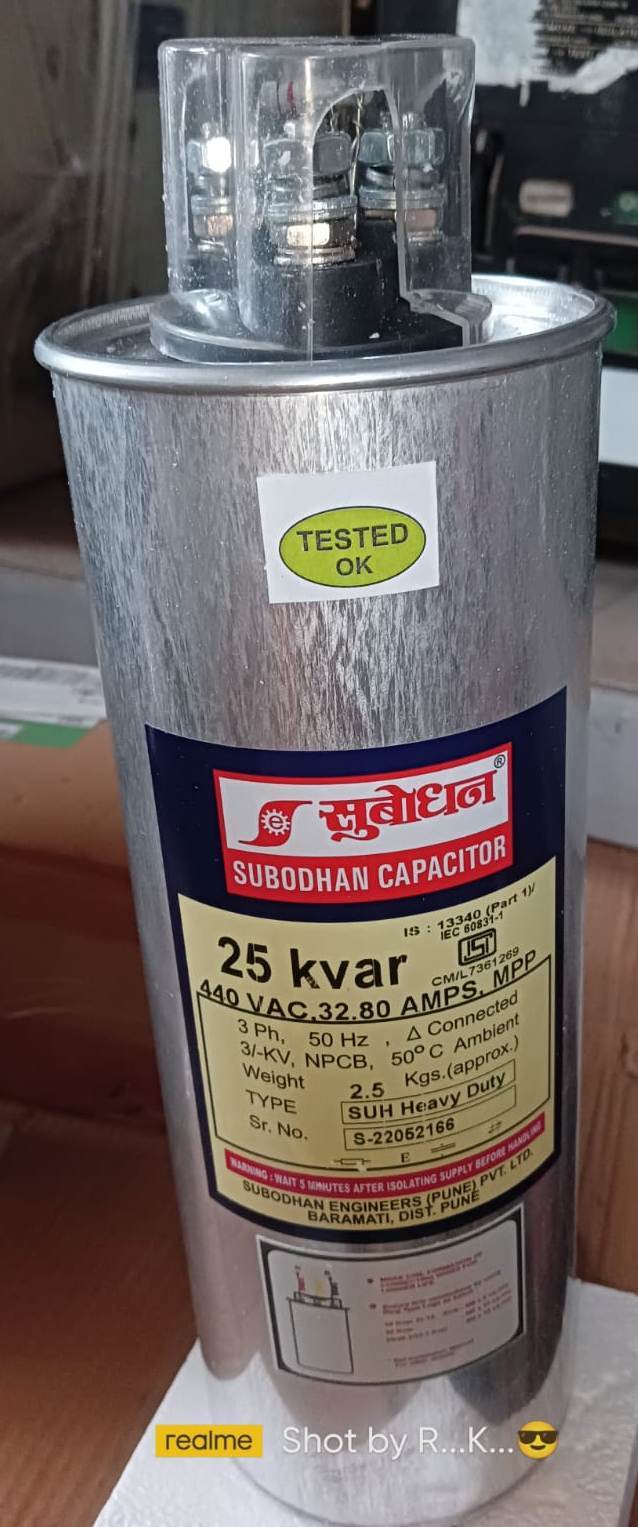 TESTED
OK
सुबोधन®
SUBODHAN CAPACITOR
IS : 13340 (Part 1)/
IEC 60831-1
25 kvar
ISI
CM/L7361269
440 VAC,32.80 AMPS, MPP
3 Ph, 50 Hz , Δ Connected
3/-KV, NPCB, 50°C Ambient
Weight 2.5 Kgs.(approx.)
TYPE SUH Heavy Duty
Sr. No. S-22052166
E
WARNING : WAIT 5 MINUTES AFTER ISOLATING SUPPLY BEFORE HANDLING
SUBODHAN ENGINEERS (PUNE) PVT. LTD.
BARAMATI, DIST. PUNE
realme Shot by R...K...😎